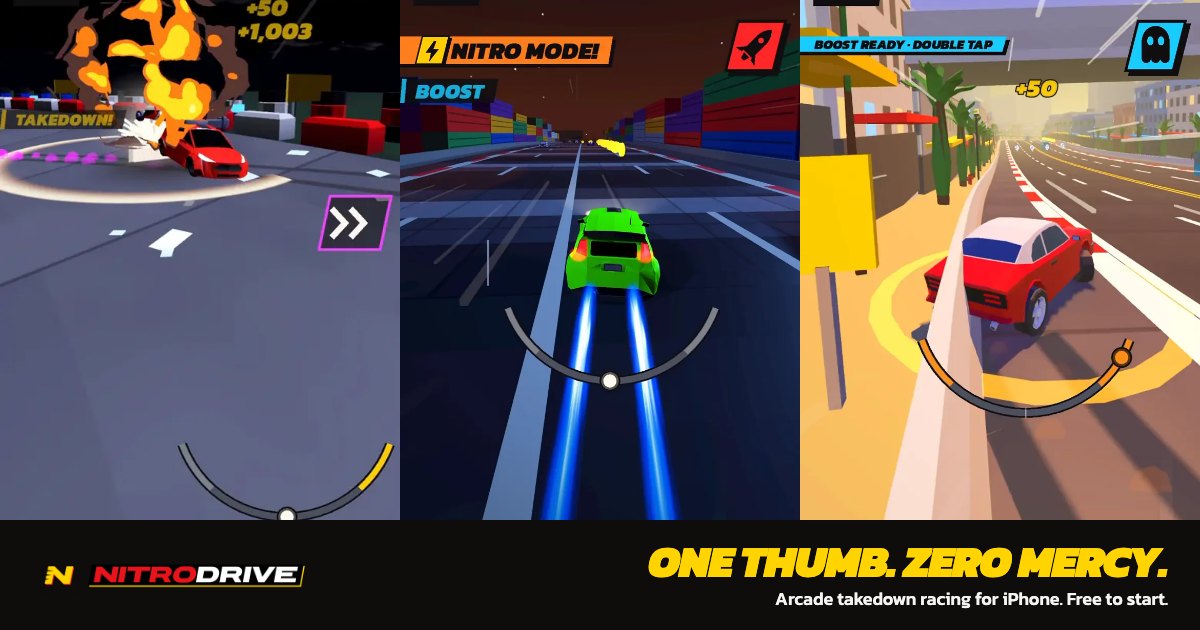 +50
+1,003
TAKEDOWN!
NITRO MODE!
BOOST
BOOST READY · DOUBLE TAP
+50
N NITRODRIVE
ONE THUMB. ZERO MERCY.
Arcade takedown racing for iPhone. Free to start.